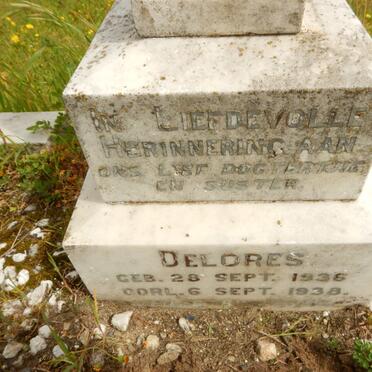 IN LIEFDEVOLLE
HERINNERING AAN
ONS LIEF DOGTERTJIE
EN SUSTER
DELORES
GEB. 28 SEPT. 1936
OORL. 6 SEPT. 1938.